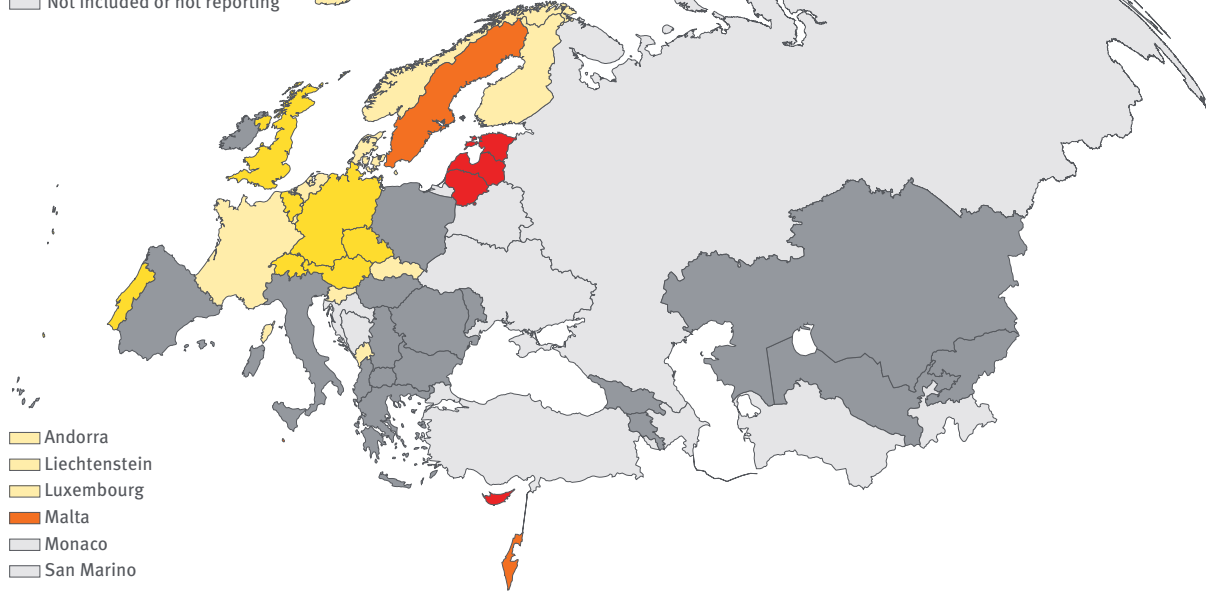 Not included or not reporting
Andorra
Liechtenstein
Luxembourg
Malta
Monaco
San Marino